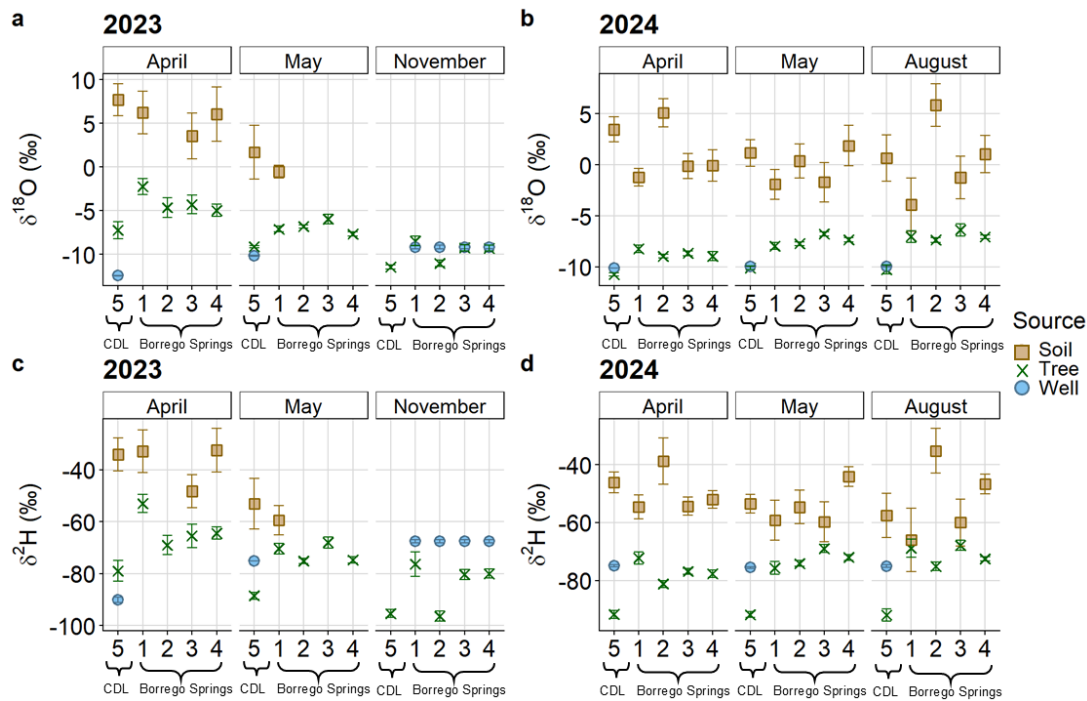 a 2023
April May November
δ¹⁸O (‰)
10
5
0
-5
-10
5 1 2 3 4 5 1 2 3 4 5 1 2 3 4
CDL Borrego Springs CDL Borrego Springs CDL Borrego Springs
b 2024
April May August
δ¹⁸O (‰)
5
0
-5
-10
5 1 2 3 4 5 1 2 3 4 5 1 2 3 4
CDL Borrego Springs CDL Borrego Springs CDL Borrego Springs
Source
Soil
Tree
Well
c 2023
April May November
δ²H (‰)
-40
-60
-80
-100
5 1 2 3 4 5 1 2 3 4 5 1 2 3 4
CDL Borrego Springs CDL Borrego Springs CDL Borrego Springs
d 2024
April May August
δ²H (‰)
-40
-60
-80
5 1 2 3 4 5 1 2 3 4 5 1 2 3 4
CDL Borrego Springs CDL Borrego Springs CDL Borrego Springs